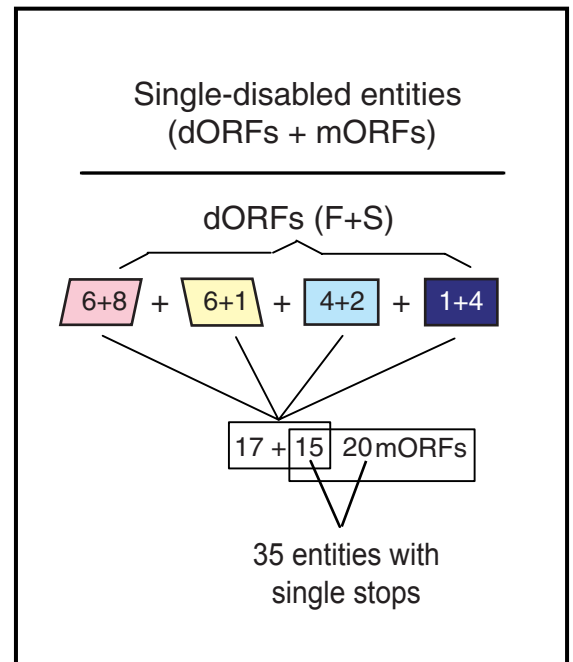 Single-disabled entities
(dORFs + mORFs)
dORFs (F+S)
6+8 + 6+1 + 4+2 + 1+4
17 + 15 20 mORFs
35 entities with
single stops